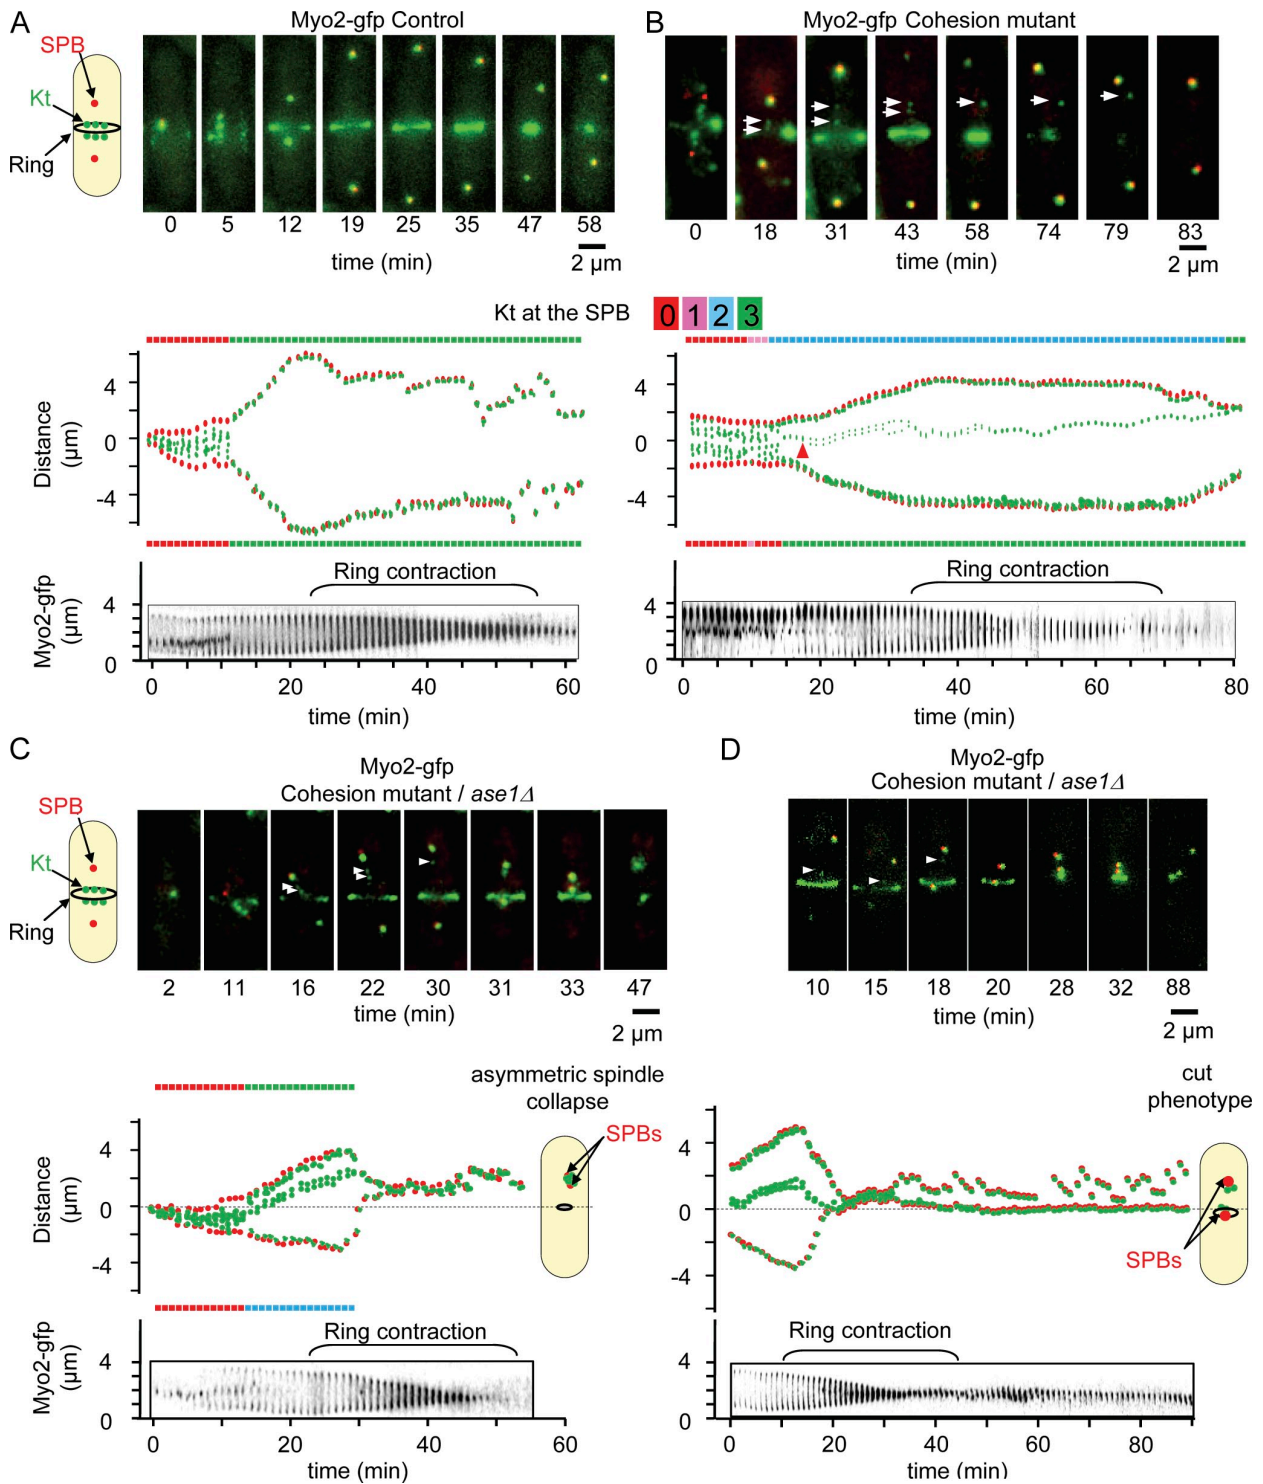 A
Myo2-gfp Control
SPB
Kt
Ring
0 5 12 19 25 35 47 58
time (min)
2 µm
B
Myo2-gfp Cohesion mutant
0 18 31 43 58 74 79 83
time (min)
2 µm
Kt at the SPB 0 1 2 3
Distance
(µm)
4
0
-4
4
0
-4
Ring contraction
Myo2-gfp
(µm)
4
0
0 20 40 60
time (min)
Ring contraction
4
0
0 20 40 60 80
time (min)
C
Myo2-gfp
Cohesion mutant / ase1Δ
SPB
Kt
Ring
2 11 16 22 30 31 33 47
time (min)
2 µm
D
Myo2-gfp
Cohesion mutant / ase1Δ
10 15 18 20 28 32 88
time (min)
2 µm
asymmetric spindle
collapse
SPBs
Distance
(µm)
4
0
-4
Ring contraction
Myo2-gfp
(µm)
4
0
0 20 40 60
time (min)
cut
phenotype
SPBs
4
0
-4
Ring contraction
4
0
0 20 40 60 80
time (min)